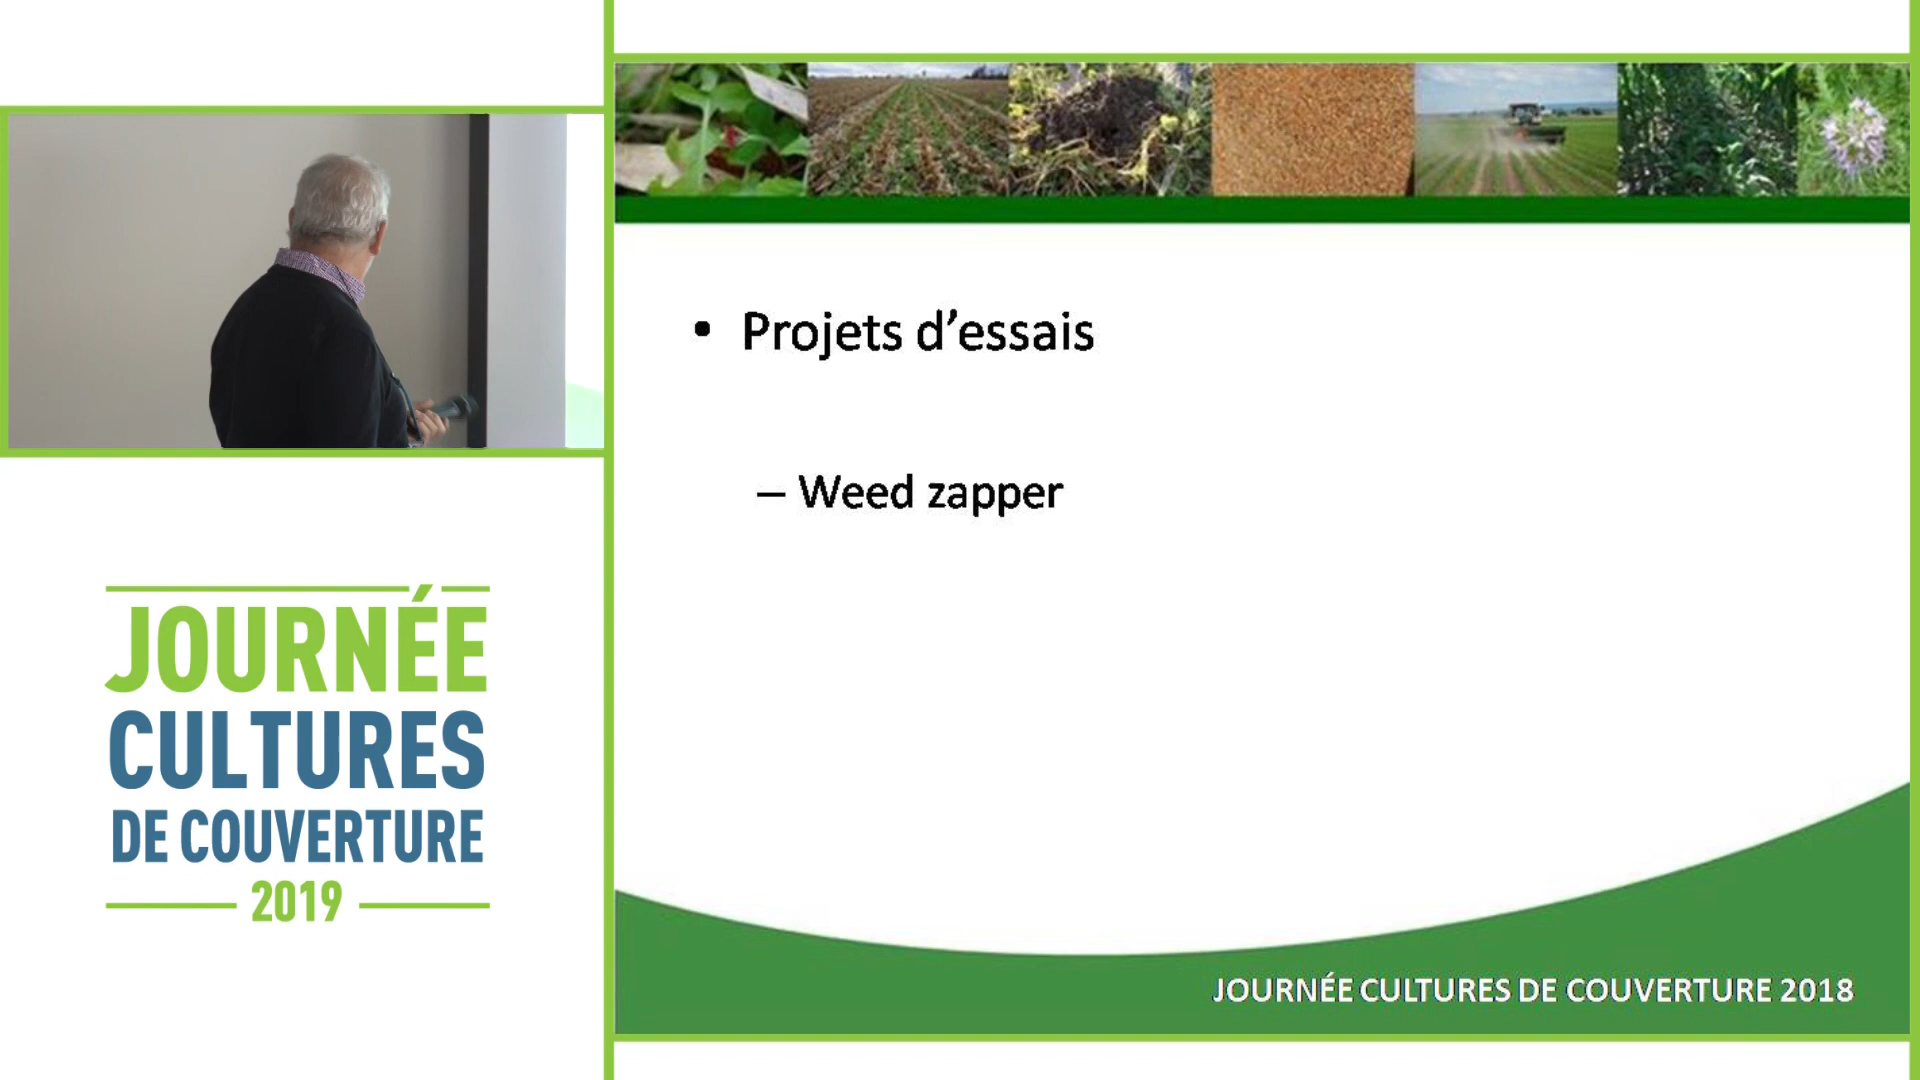 JOURNÉE
CULTURES
DE COUVERTURE
2019
• Projets d’essais
– Weed zapper
JOURNÉE CULTURES DE COUVERTURE 2018